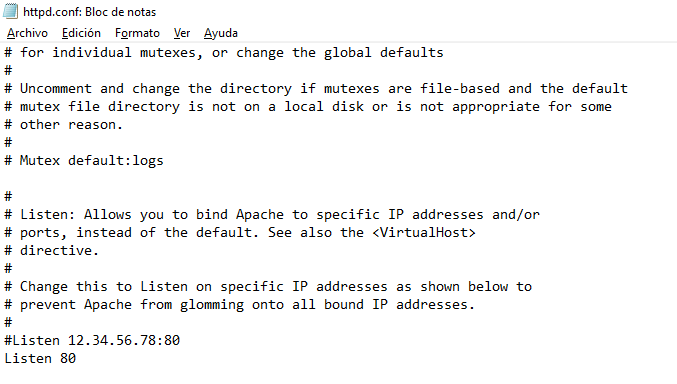 httpd.conf: Bloc de notas
Archivo Edición Formato Ver Ayuda
# for individual mutexes, or change the global defaults
#
# Uncomment and change the directory if mutexes are file-based and the default
# mutex file directory is not on a local disk or is not appropriate for some
# other reason.
#
# Mutex default:logs

#
# Listen: Allows you to bind Apache to specific IP addresses and/or
# ports, instead of the default. See also the <VirtualHost>
# directive.
#
# Change this to Listen on specific IP addresses as shown below to
# prevent Apache from glomming onto all bound IP addresses.
#
#Listen 12.34.56.78:80
Listen 80